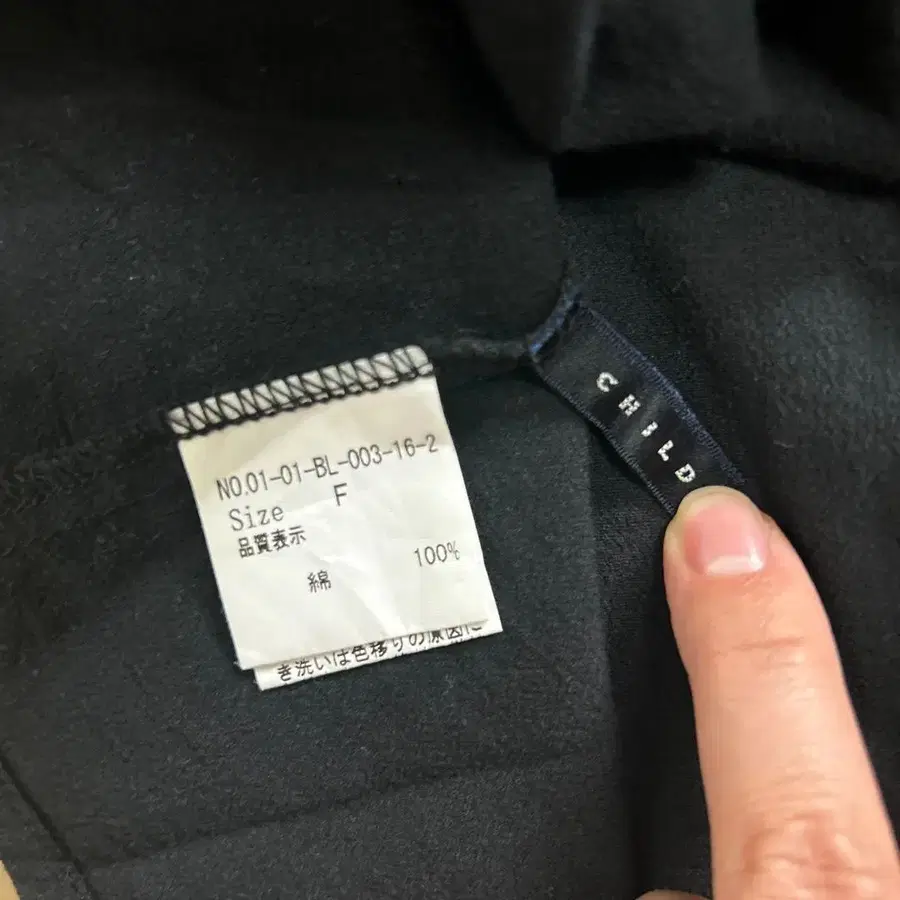 NO.01-01-BL-003-16-2
Size F
品質表示
綿 100%
き洗いは色移りの原因に
CHILD